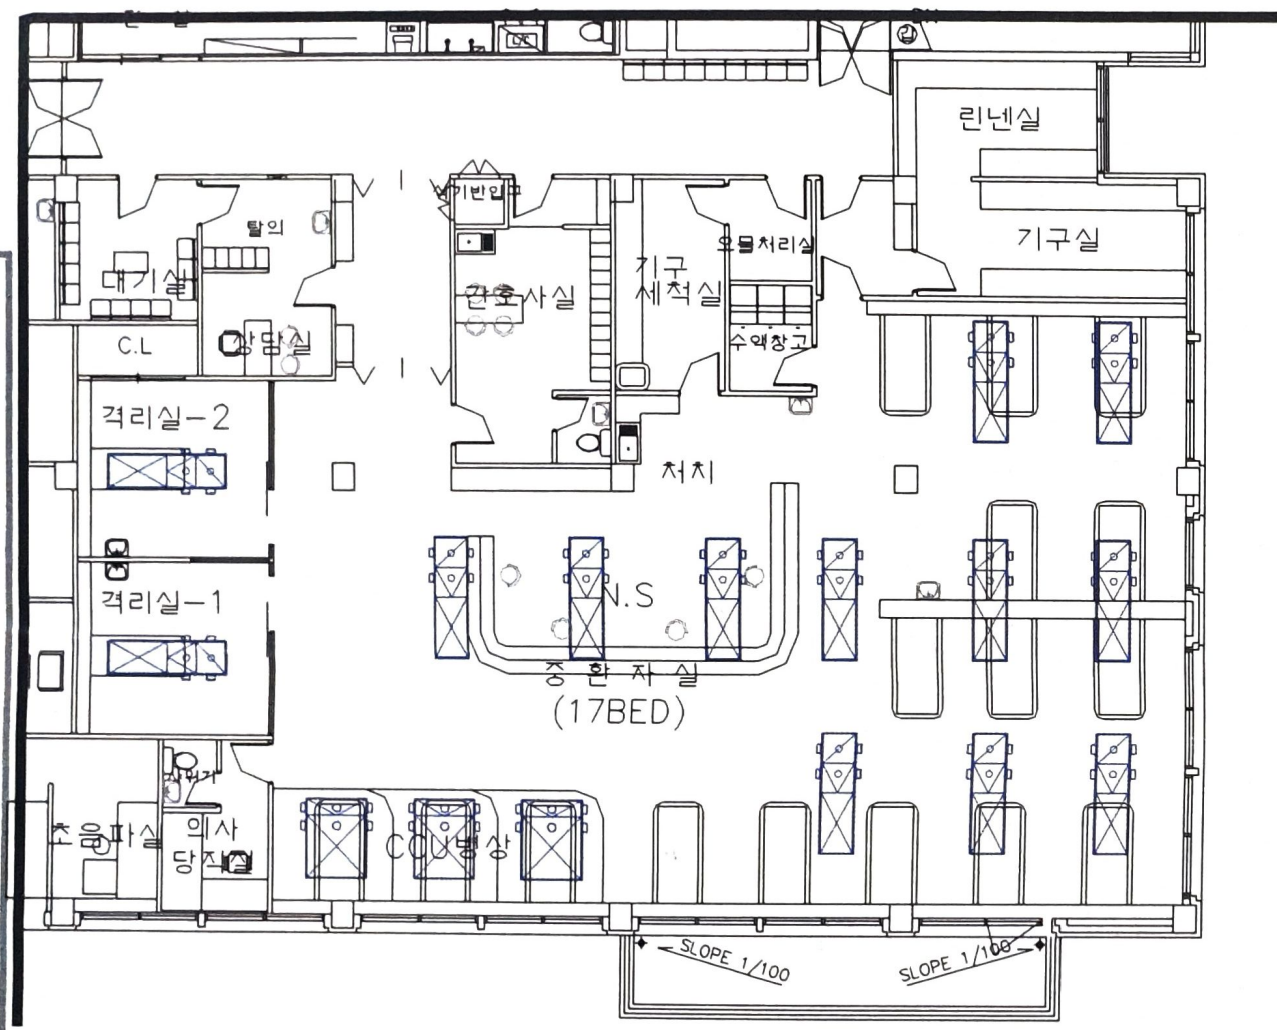 린넨실
기구실
반입
탈의
오물처리실
대기실
간호사실
기구
세척실
C.L
상담실
수액창고
격리실-2
처치
격리실-1
N.S
중환자실
(17BED)
샤워기
초음파실
의사
당직실
CCU병상
SLOPE 1/100
SLOPE 1/100